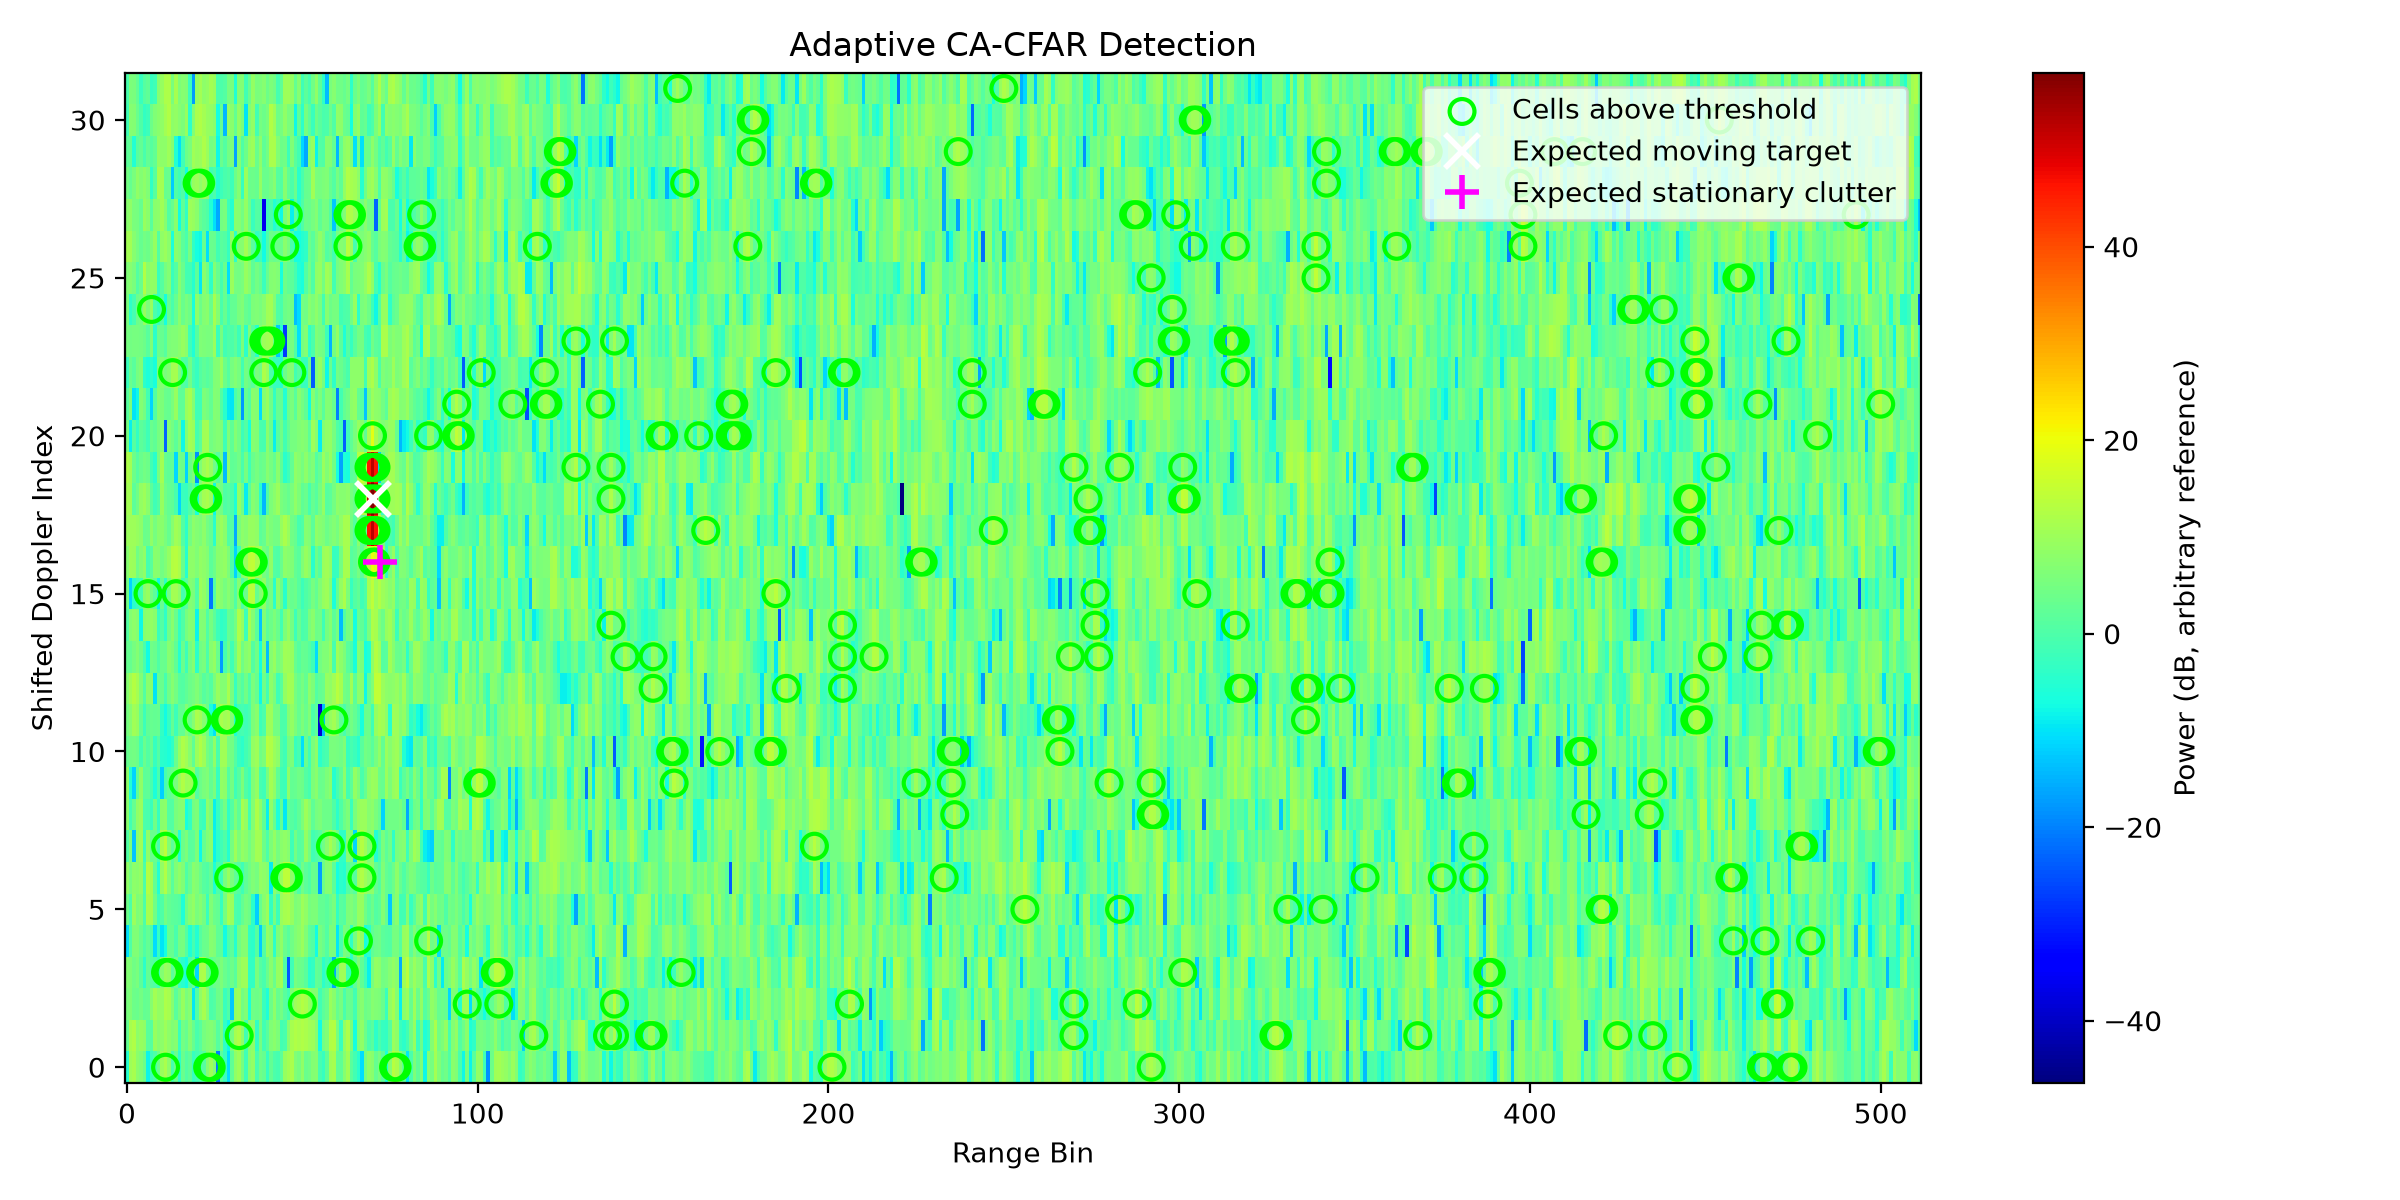 Adaptive CA-CFAR Detection
Cells above threshold
Expected moving target
Expected stationary clutter
30
25
20
15
10
5
0
Shifted Doppler Index
0 100 200 300 400 500
Range Bin
40
20
0
−20
−40
Power (dB, arbitrary reference)